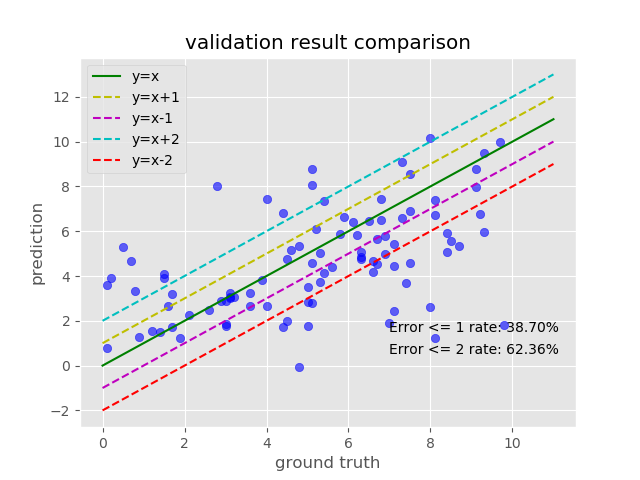 validation result comparison
y=x
y=x+1
y=x-1
y=x+2
y=x-2
12
10
8
6
4
2
0
−2
prediction
Error <= 1 rate: 38.70%
Error <= 2 rate: 62.36%
0 2 4 6 8 10
ground truth